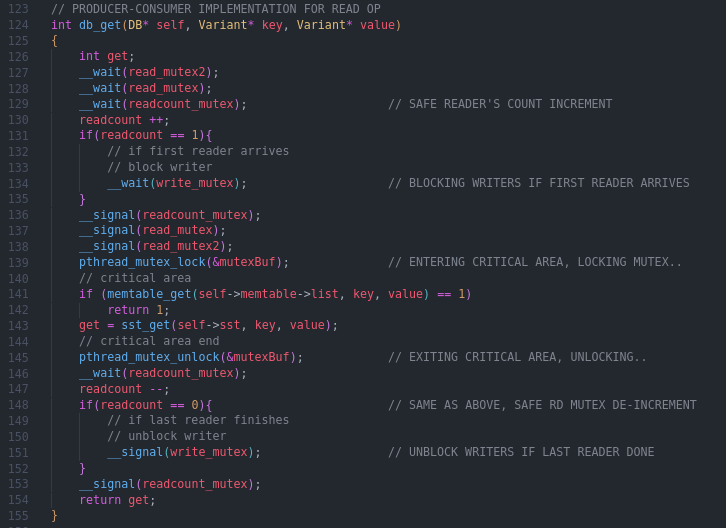 123 // PRODUCER-CONSUMER IMPLEMENTATION FOR READ OP
124 int db_get(DB* self, Variant* key, Variant* value)
125 {
126     int get;
127     __wait(read_mutex2);
128     __wait(read_mutex);
129     __wait(readcount_mutex);                    // SAFE READER'S COUNT INCREMENT
130     readcount ++;
131     if(readcount == 1){
132         // if first reader arrives
133         // block writer
134         __wait(write_mutex);                    // BLOCKING WRITERS IF FIRST READER ARRIVES
135     }
136     __signal(readcount_mutex);
137     __signal(read_mutex);
138     __signal(read_mutex2);
139     pthread_mutex_lock(&mutexBuf);              // ENTERING CRITICAL AREA, LOCKING MUTEX..
140     // critical area
141     if (memtable_get(self->memtable->list, key, value) == 1)
142         return 1;
143     get = sst_get(self->sst, key, value);
144     // critical area end
145     pthread_mutex_unlock(&mutexBuf);            // EXITING CRITICAL AREA, UNLOCKING..
146     __wait(readcount_mutex);
147     readcount --;
148     if(readcount == 0){                         // SAME AS ABOVE, SAFE RD MUTEX DE-INCREMENT
149         // if last reader finishes
150         // unblock writer
151         __signal(write_mutex);                  // UNBLOCK WRITERS IF LAST READER DONE
152     }
153     __signal(readcount_mutex);
154     return get;
155 }